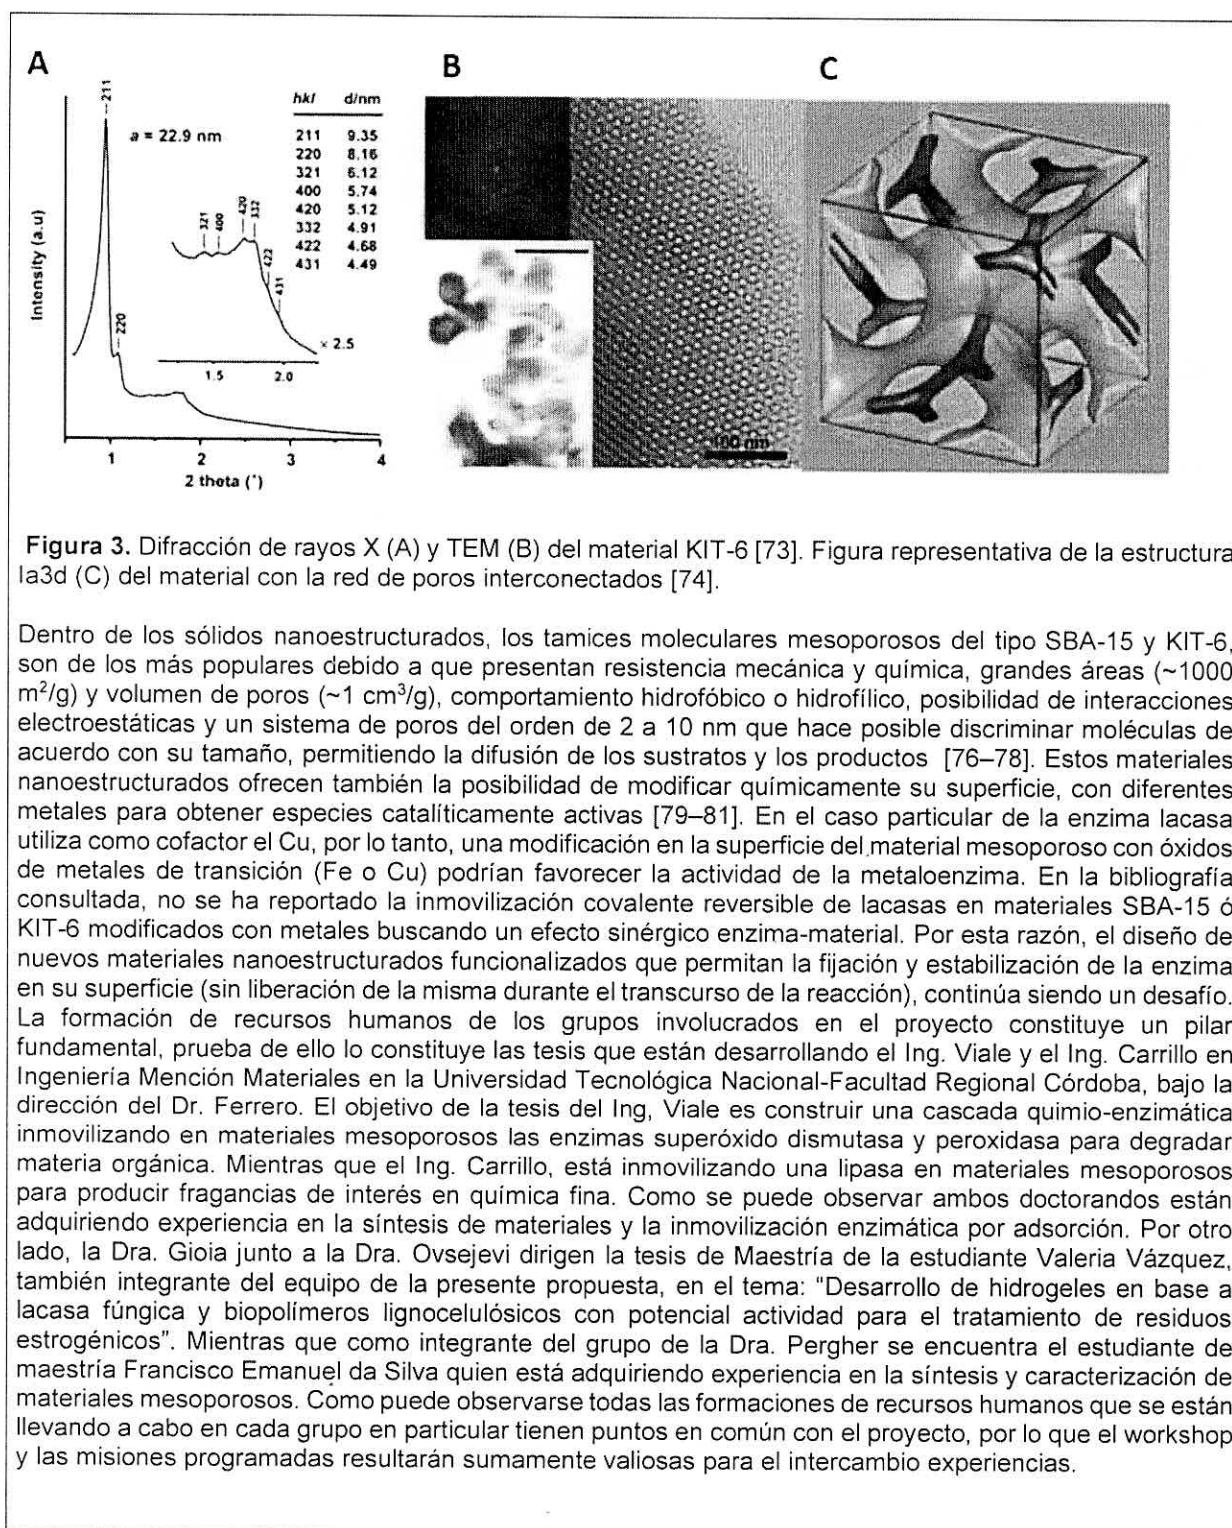 A
B
C
211
a = 22.9 nm
hkl d/nm
211 9.35
220 8.16
321 6.12
400 5.74
420 5.12
332 4.91
422 4.68
431 4.49
321
400
420
332
422
431
220
× 2.5
1.5 2.0
Intensity (a.u)
1 2 3 4
2 theta (°)
100 nm
Figura 3. Difracción de rayos X (A) y TEM (B) del material KIT-6 [73]. Figura representativa de la estructura
Ia3d (C) del material con la red de poros interconectados [74].
Dentro de los sólidos nanoestructurados, los tamices moleculares mesoporosos del tipo SBA-15 y KIT-6,
son de los más populares debido a que presentan resistencia mecánica y química, grandes áreas (~1000
m²/g) y volumen de poros (~1 cm³/g), comportamiento hidrofóbico o hidrofílico, posibilidad de interacciones
electroestáticas y un sistema de poros del orden de 2 a 10 nm que hace posible discriminar moléculas de
acuerdo con su tamaño, permitiendo la difusión de los sustratos y los productos [76–78]. Estos materiales
nanoestructurados ofrecen también la posibilidad de modificar químicamente su superficie, con diferentes
metales para obtener especies catalíticamente activas [79–81]. En el caso particular de la enzima lacasa
utiliza como cofactor el Cu, por lo tanto, una modificación en la superficie del material mesoporoso con óxidos
de metales de transición (Fe o Cu) podrían favorecer la actividad de la metaloenzima. En la bibliografía
consultada, no se ha reportado la inmovilización covalente reversible de lacasas en materiales SBA-15 ó
KIT-6 modificados con metales buscando un efecto sinérgico enzima-material. Por esta razón, el diseño de
nuevos materiales nanoestructurados funcionalizados que permitan la fijación y estabilización de la enzima
en su superficie (sin liberación de la misma durante el transcurso de la reacción), continúa siendo un desafío.
La formación de recursos humanos de los grupos involucrados en el proyecto constituye un pilar
fundamental, prueba de ello lo constituye las tesis que están desarrollando el Ing. Viale y el Ing. Carrillo en
Ingeniería Mención Materiales en la Universidad Tecnológica Nacional-Facultad Regional Córdoba, bajo la
dirección del Dr. Ferrero. El objetivo de la tesis del Ing, Viale es construir una cascada quimio-enzimática
inmovilizando en materiales mesoporosos las enzimas superóxido dismutasa y peroxidasa para degradar
materia orgánica. Mientras que el Ing. Carrillo, está inmovilizando una lipasa en materiales mesoporosos
para producir fragancias de interés en química fina. Como se puede observar ambos doctorandos están
adquiriendo experiencia en la síntesis de materiales y la inmovilización enzimática por adsorción. Por otro
lado, la Dra. Gioia junto a la Dra. Ovsejevi dirigen la tesis de Maestría de la estudiante Valeria Vázquez,
también integrante del equipo de la presente propuesta, en el tema: "Desarrollo de hidrogeles en base a
lacasa fúngica y biopolímeros lignocelulósicos con potencial actividad para el tratamiento de residuos
estrogénicos". Mientras que como integrante del grupo de la Dra. Pergher se encuentra el estudiante de
maestría Francisco Emanuel da Silva quien está adquiriendo experiencia en la síntesis y caracterización de
materiales mesoporosos. Cómo puede observarse todas las formaciones de recursos humanos que se están
llevando a cabo en cada grupo en particular tienen puntos en común con el proyecto, por lo que el workshop
y las misiones programadas resultarán sumamente valiosas para el intercambio experiencias.